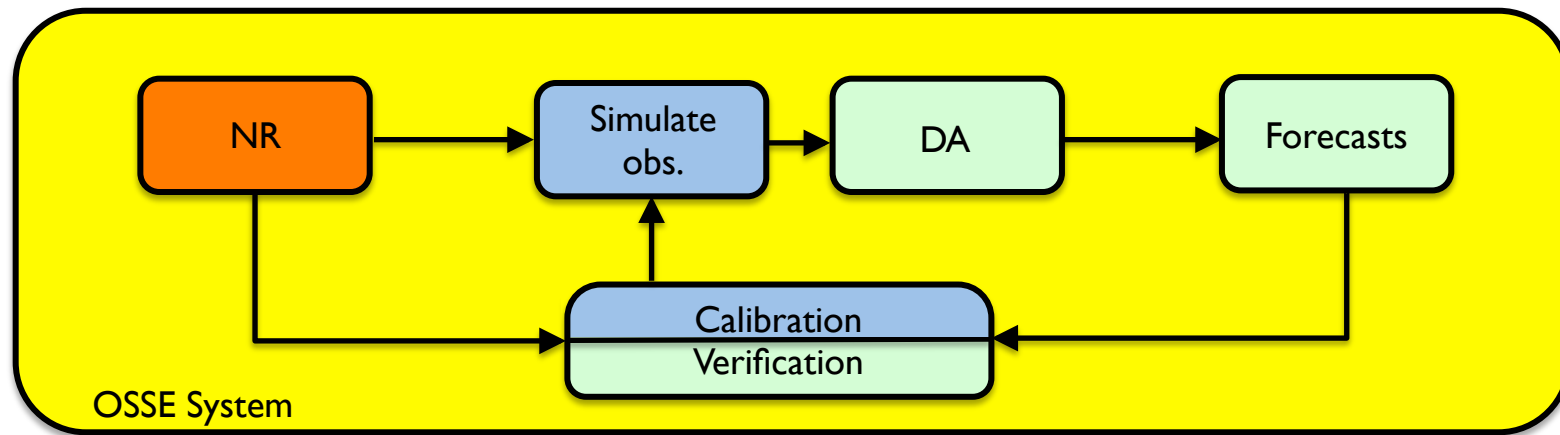 NR
Simulate
obs.
DA
Forecasts
Calibration
Verification
OSSE System